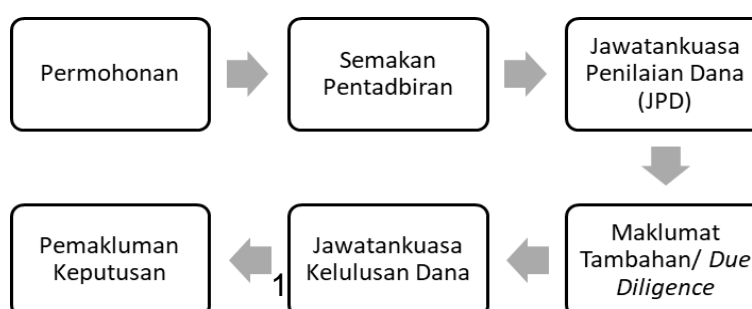 Permohonan
Semakan
Pentadbiran
Jawatankuasa
Penilaian Dana
(JPD)
Maklumat
Tambahan/ Due
Diligence
Jawatankuasa
Kelulusan Dana
1
Pemakluman
Keputusan